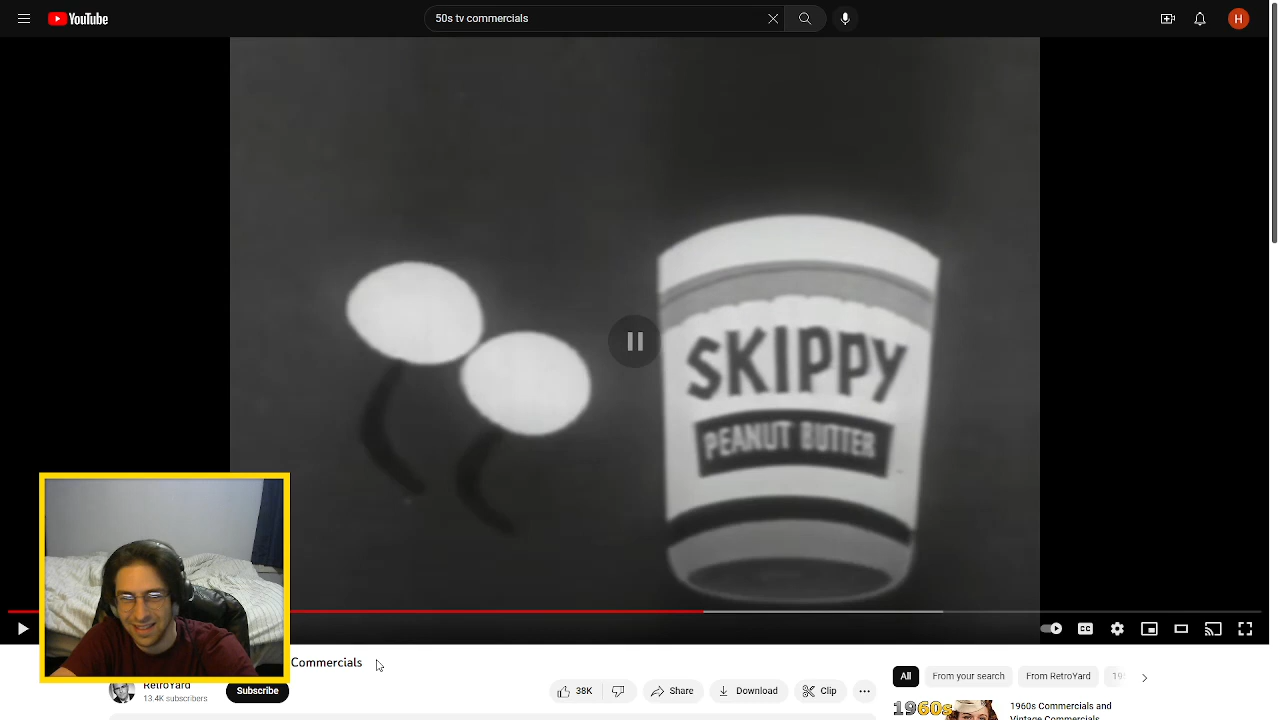 YouTube
50s tv commercials
H
SKIPPY
PEANUT BUTTER
CC
Commercials
RetroYard
13.4K subscribers
Subscribe
38K
Share
Download
Clip
All
From your search
From RetroYard
1960s
1960s Commercials and
Vintage Commercials